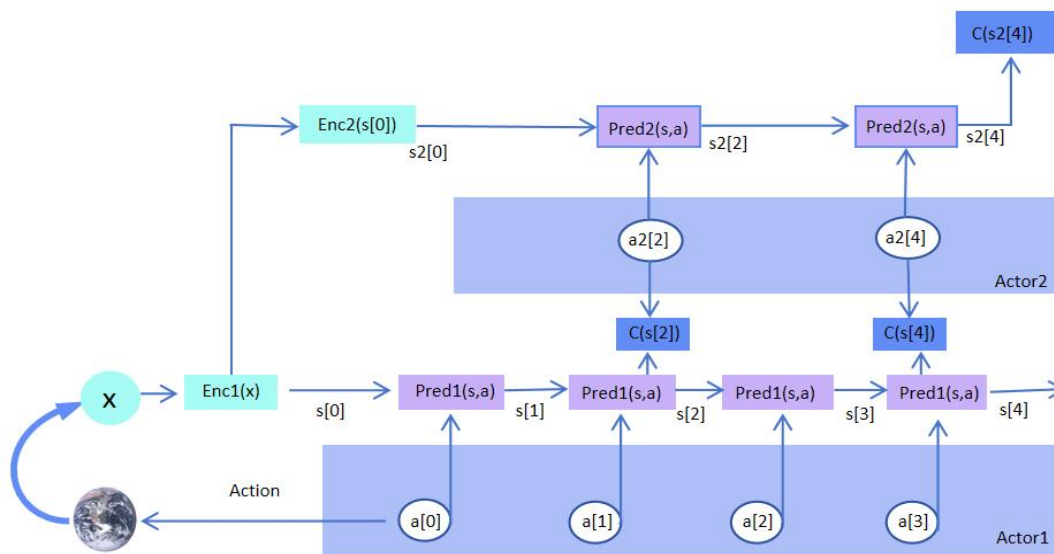 C(s2[4])
Enc2(s[0])
s2[0]
Pred2(s,a)
s2[2]
Pred2(s,a)
s2[4]
a2[2]
a2[4]
Actor2
C(s[2])
C(s[4])
x
Enc1(x)
s[0]
Pred1(s,a)
s[1]
Pred1(s,a)
s[2]
Pred1(s,a)
s[3]
Pred1(s,a)
s[4]
Action
a[0]
a[1]
a[2]
a[3]
Actor1